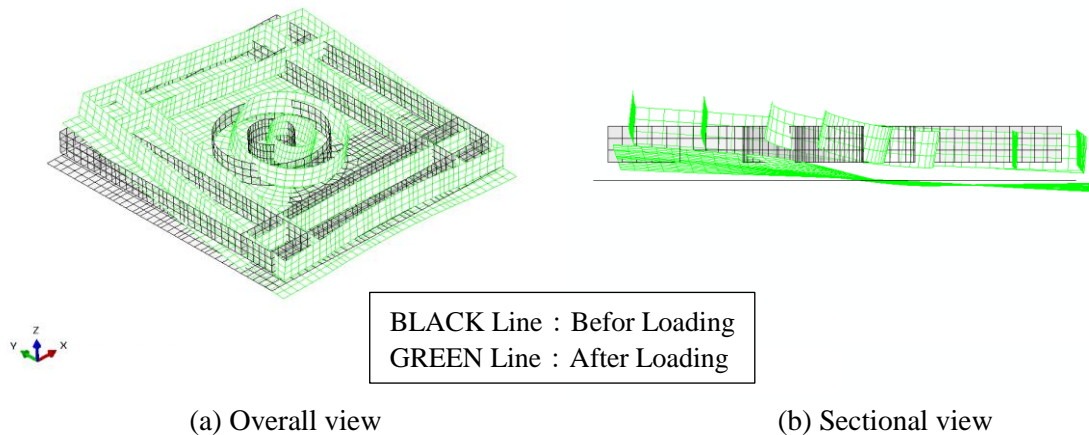 Z
Y
X
BLACK Line：Befor Loading
GREEN Line：After Loading
(a) Overall view
(b) Sectional view